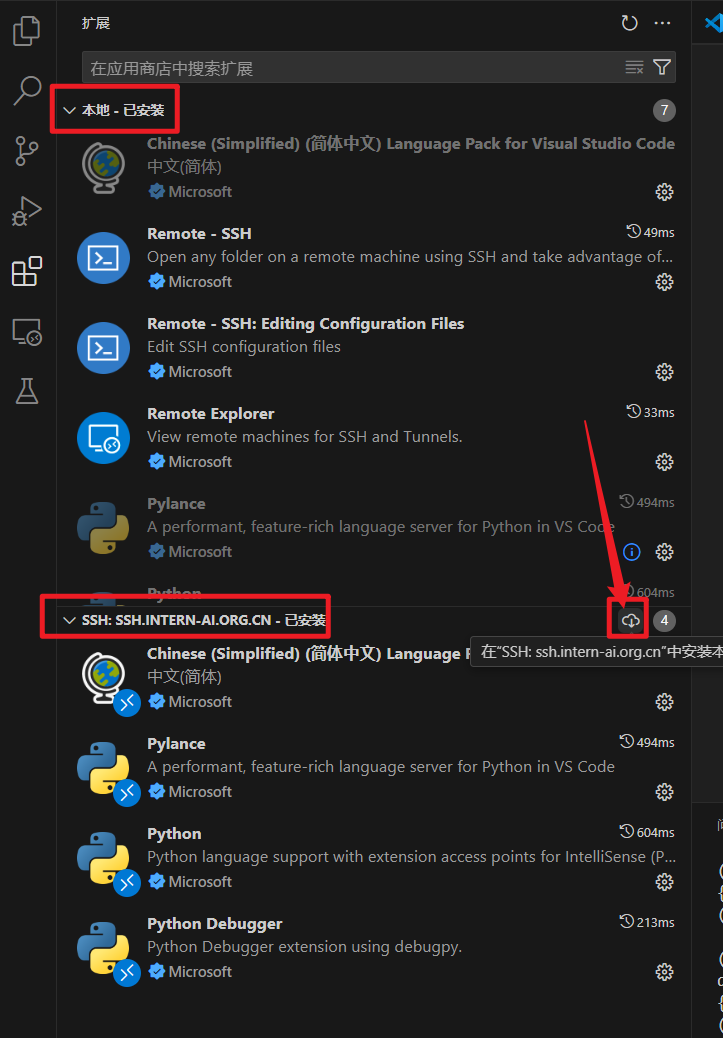 扩展
在应用商店中搜索扩展
本地 - 已安装
7
Chinese (Simplified) (简体中文) Language Pack for Visual Studio Code
中文(简体)
Microsoft
Remote - SSH
49ms
Open any folder on a remote machine using SSH and take advantage of...
Microsoft
Remote - SSH: Editing Configuration Files
Edit SSH configuration files
Microsoft
Remote Explorer
33ms
View remote machines for SSH and Tunnels.
Microsoft
Pylance
494ms
A performant, feature-rich language server for Python in VS Code
Microsoft
Python
604ms
SSH: SSH.INTERN-AI.ORG.CN - 已安装
4
Chinese (Simplified) (简体中文) Language
在"SSH: ssh.intern-ai.org.cn"中安装本
中文(简体)
Microsoft
Pylance
494ms
A performant, feature-rich language server for Python in VS Code
Microsoft
Python
604ms
Python language support with extension access points for IntelliSense (P...
Microsoft
Python Debugger
213ms
Python Debugger extension using debugpy.
Microsoft